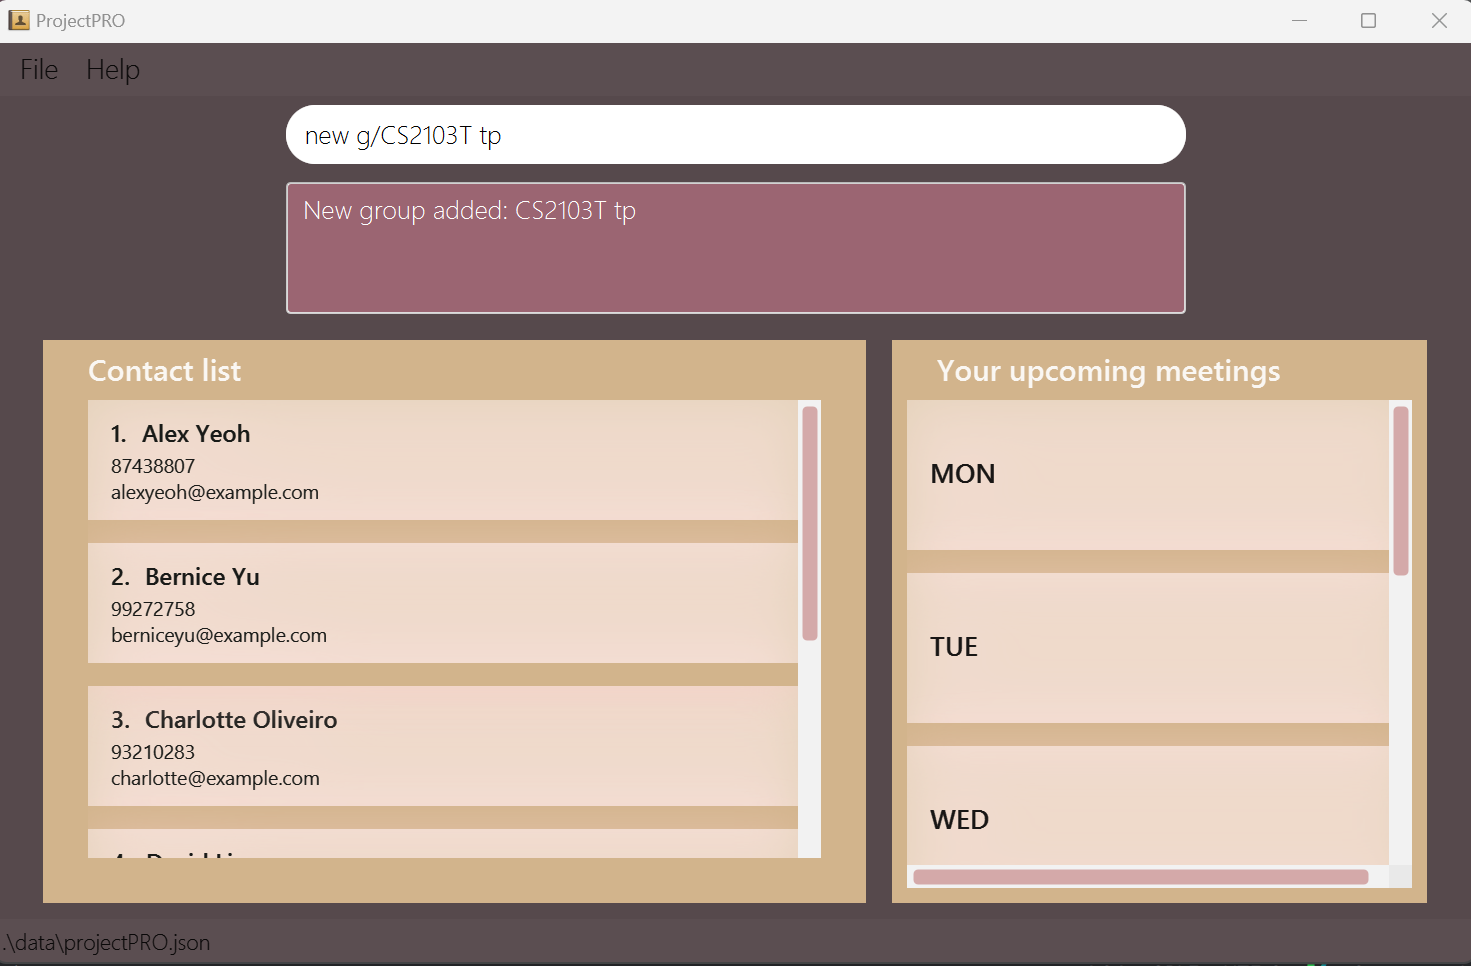 ProjectPRO
File Help
new g/CS2103T tp
New group added: CS2103T tp
Contact list
1. Alex Yeoh
87438807
alexyeoh@example.com
2. Bernice Yu
99272758
berniceyu@example.com
3. Charlotte Oliveiro
93210283
charlotte@example.com
Your upcoming meetings
MON
TUE
WED
.\data\projectPRO.json